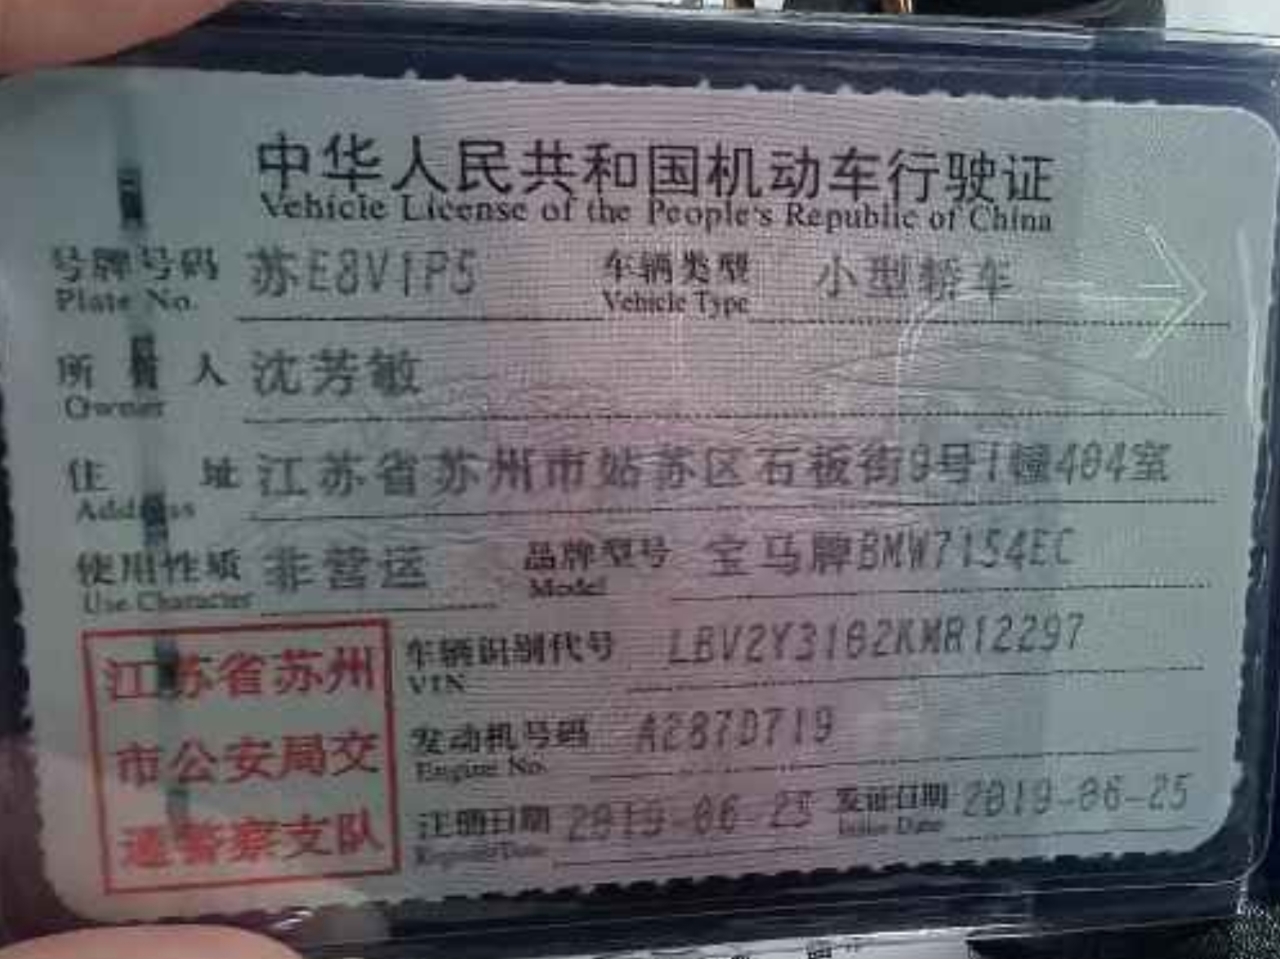 中华人民共和国机动车行驶证
Vehicle License of the People's Republic of China
号牌号码 苏E8V1P5 车辆类型 小型轿车
Plate No. Vehicle Type
所 人 沈芳敏
Owner
住 址 江苏省苏州市姑苏区石板街9号1幢404室
Address
使用性质 非营运 品牌型号 宝马牌BMW7154EC
Use Character Model
车辆识别代号 LBV2Y3102KMR12297
VIN
发动机号码 A287D719
Engine No.
注册日期 2019-06-25 发证日期 2019-06-25
Register Date Issue Date
江苏省苏州
市公安局交
通警察支队